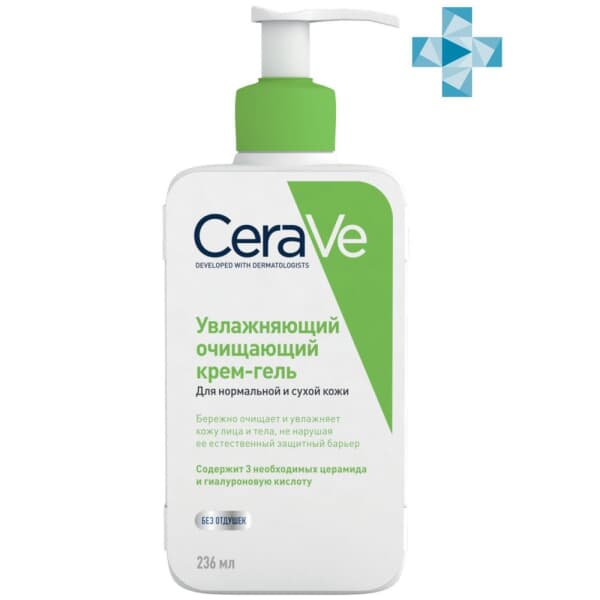 CeraVe
DEVELOPED WITH DERMATOLOGISTS
Увлажняющий
очищающий
крем-гель
Для нормальной и сухой кожи
Бережно очищает и увлажняет
кожу лица и тела, не нарушая
ее естественный защитный барьер
Содержит 3 необходимых церамида
и гиалуроновую кислоту
БЕЗ ОТДУШЕК
236 мл